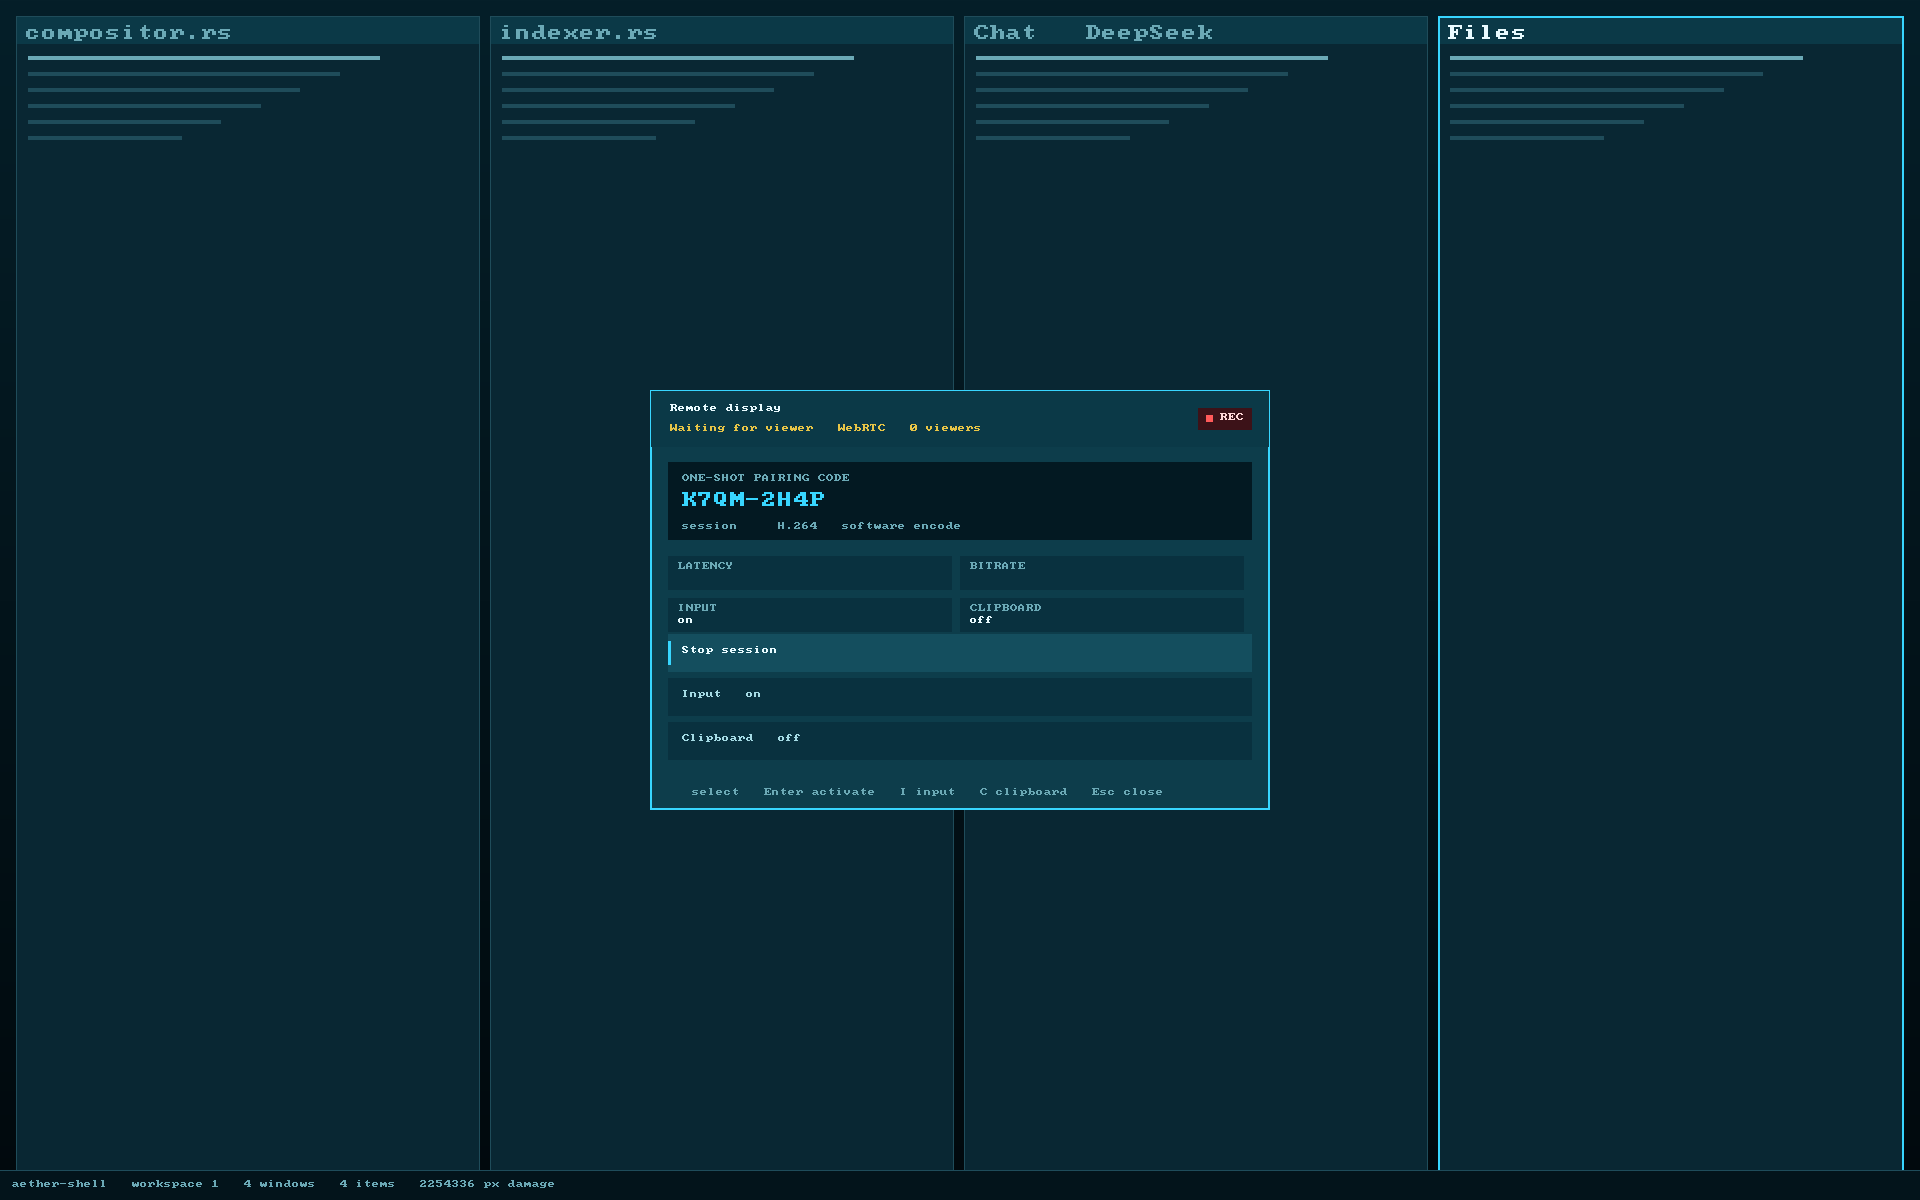 compositor.rs
indexer.rs
Chat DeepSeek
Files
Remote display
Waiting for viewer WebRTC 0 viewers
REC
ONE-SHOT PAIRING CODE
K7QM-2H4P
session H.264 software encode
LATENCY
BITRATE
INPUT
on
CLIPBOARD
off
Stop session
Input on
Clipboard off
select Enter activate I input C clipboard Esc close
aether-shell workspace 1 4 windows 4 items 2254336 px damage